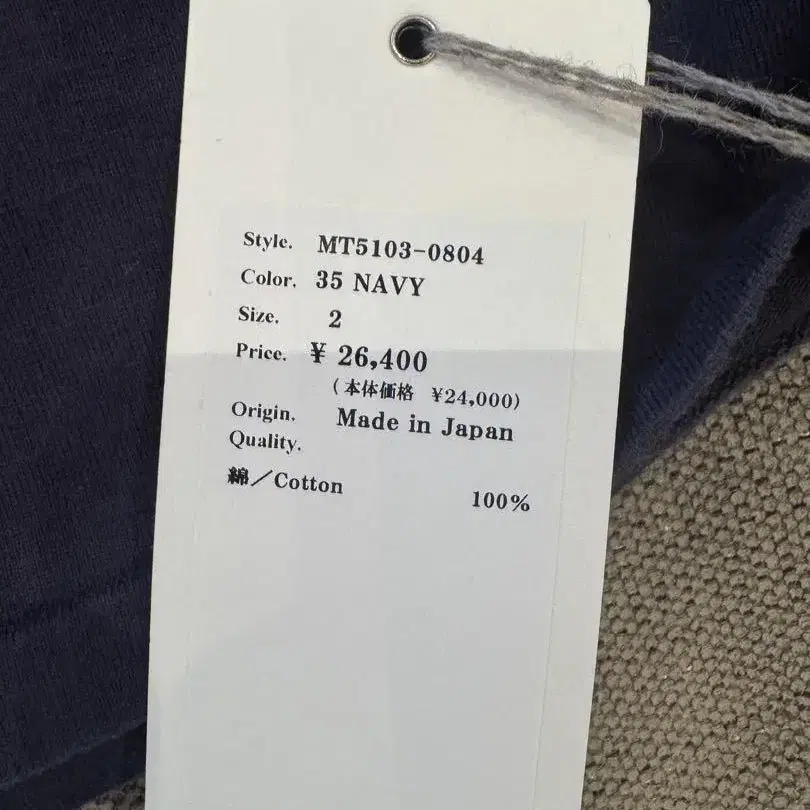 Style. MT5103-0804
Color. 35 NAVY
Size. 2
Price. ¥ 26,400
(本体価格 ¥24,000)
Origin. Made in Japan
Quality.
綿／Cotton 100%